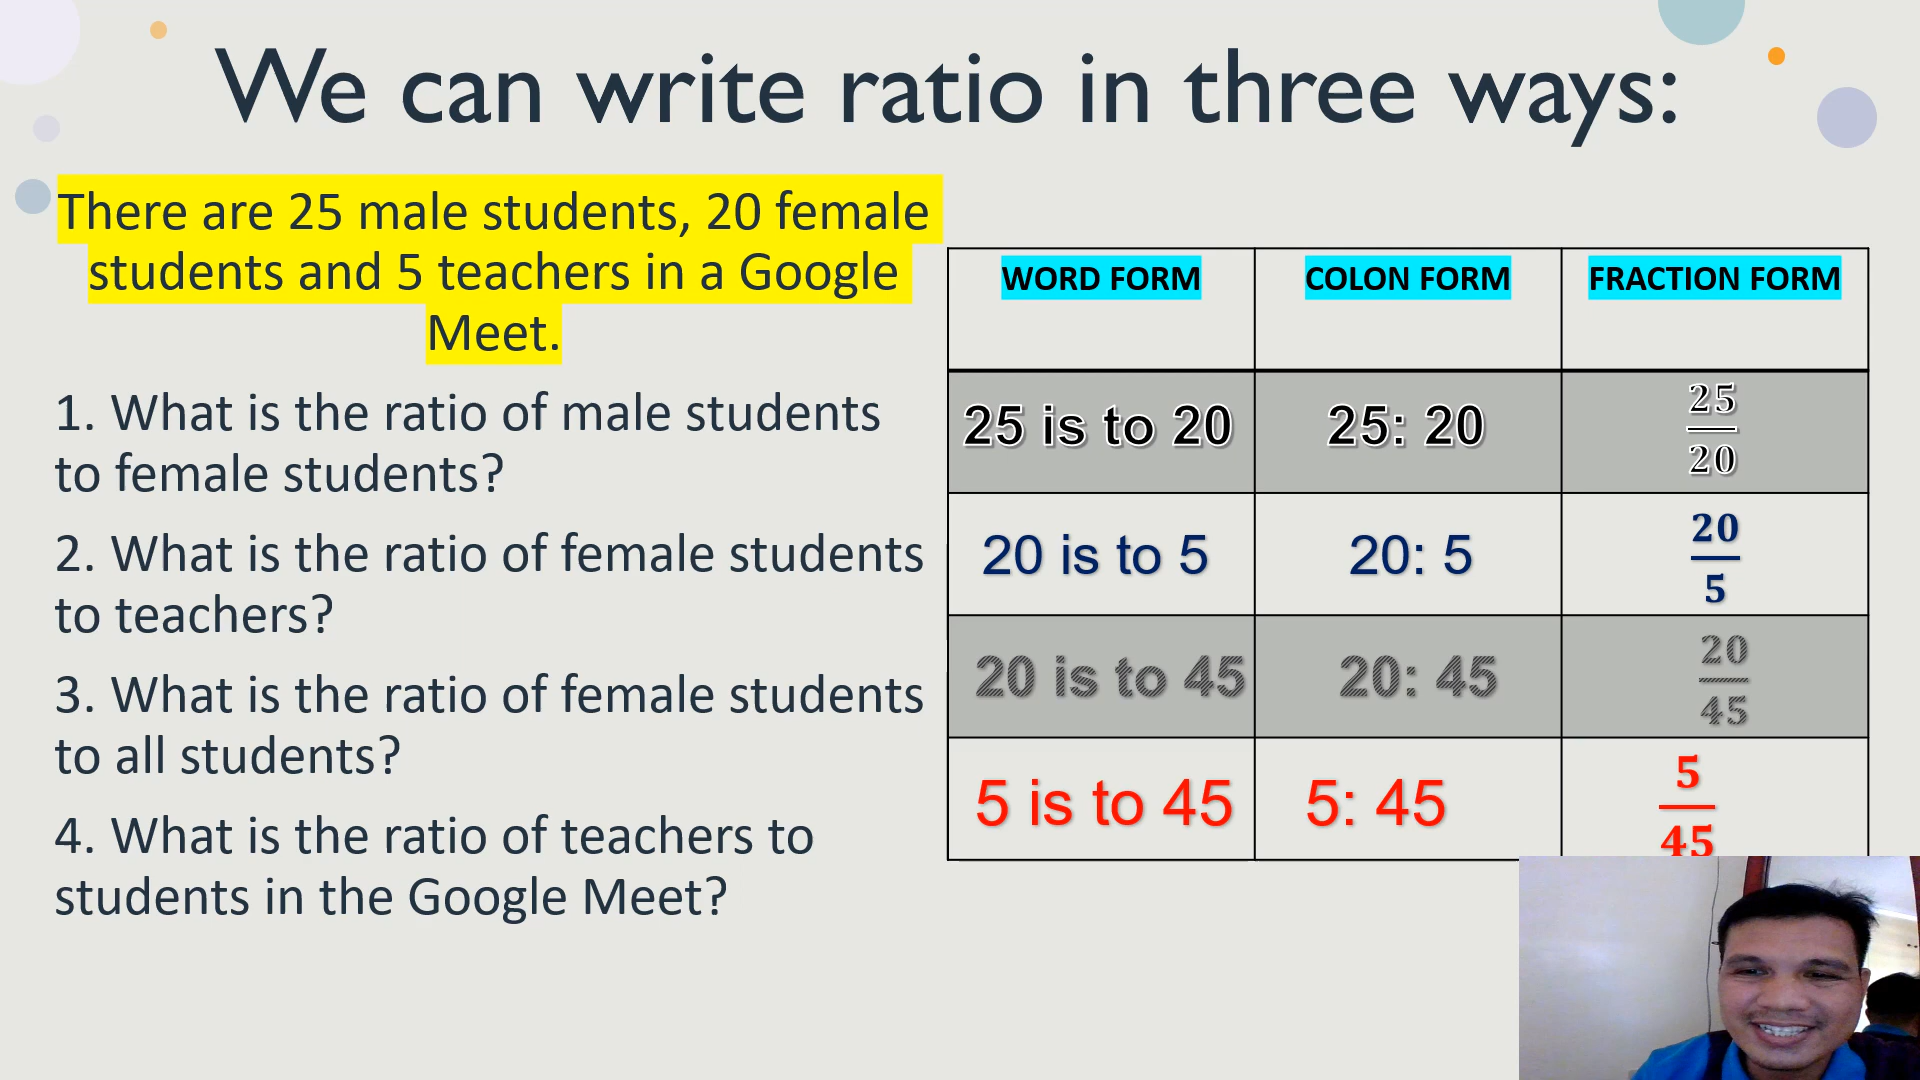 We can write ratio in three ways:
There are 25 male students, 20 female
students and 5 teachers in a Google
Meet.
1. What is the ratio of male students
to female students?
2. What is the ratio of female students
to teachers?
3. What is the ratio of female students
to all students?
4. What is the ratio of teachers to
students in the Google Meet?
WORD FORM COLON FORM FRACTION FORM
25 is to 20 25: 20 25/20
20 is to 5 20: 5 20/5
20 is to 45 20: 45 20/45
5 is to 45 5: 45 5/45